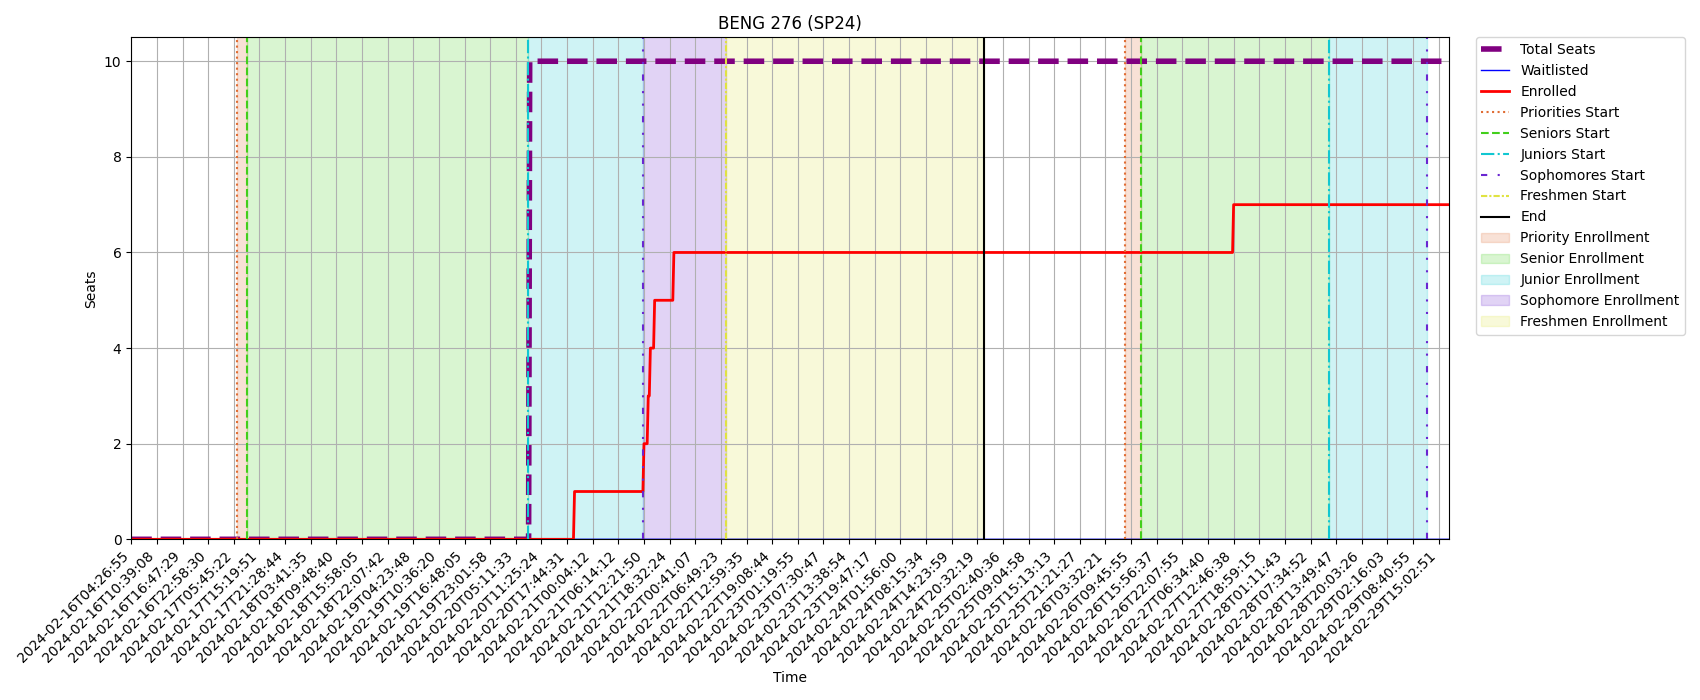 BENG 276 (SP24)
Seats
10
8
6
4
2
0
2024-02-16T04:26:55
2024-02-16T10:39:08
2024-02-16T16:47:29
2024-02-16T22:58:30
2024-02-17T05:45:22
2024-02-17T15:19:51
2024-02-17T21:28:44
2024-02-18T03:41:35
2024-02-18T09:48:40
2024-02-18T15:58:05
2024-02-18T22:07:42
2024-02-19T04:23:48
2024-02-19T10:36:20
2024-02-19T16:48:05
2024-02-19T23:01:58
2024-02-20T05:11:33
2024-02-20T11:25:24
2024-02-20T17:44:31
2024-02-21T00:04:12
2024-02-21T06:14:12
2024-02-21T12:21:50
2024-02-21T18:32:24
2024-02-22T00:41:07
2024-02-22T06:49:23
2024-02-22T12:59:35
2024-02-22T19:08:44
2024-02-23T01:19:55
2024-02-23T07:30:47
2024-02-23T13:38:54
2024-02-23T19:47:17
2024-02-24T01:56:00
2024-02-24T08:15:34
2024-02-24T14:23:59
2024-02-24T20:32:19
2024-02-25T02:40:36
2024-02-25T09:04:58
2024-02-25T15:13:13
2024-02-25T21:21:27
2024-02-26T03:32:21
2024-02-26T09:45:55
2024-02-26T15:56:37
2024-02-26T22:07:55
2024-02-27T06:34:40
2024-02-27T12:46:38
2024-02-27T18:59:15
2024-02-28T01:11:43
2024-02-28T07:34:52
2024-02-28T13:49:47
2024-02-28T20:03:26
2024-02-29T02:16:03
2024-02-29T08:40:55
2024-02-29T15:02:51
Time
Total Seats
Waitlisted
Enrolled
Priorities Start
Seniors Start
Juniors Start
Sophomores Start
Freshmen Start
End
Priority Enrollment
Senior Enrollment
Junior Enrollment
Sophomore Enrollment
Freshmen Enrollment